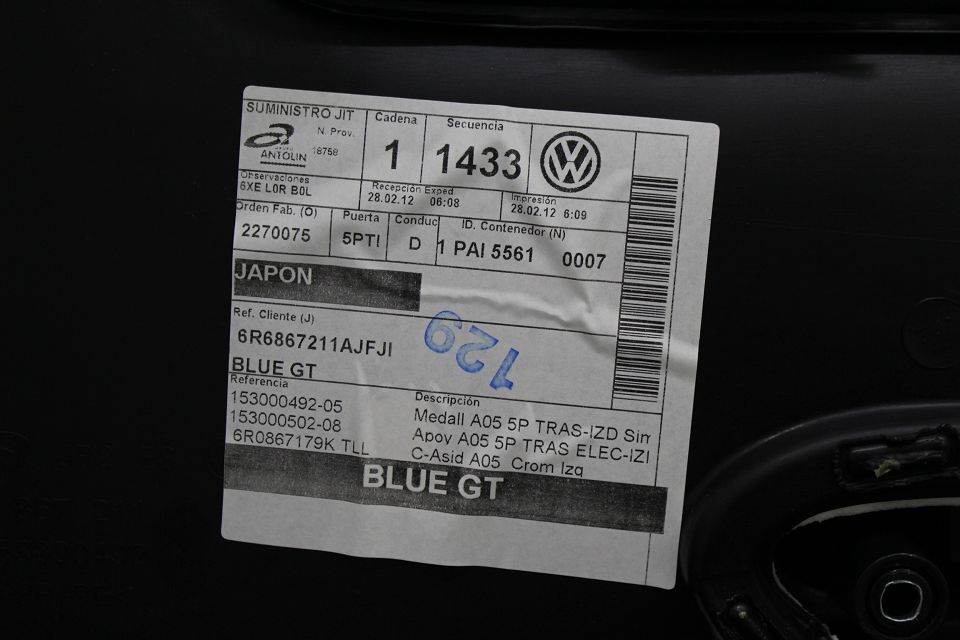 SUMINISTRO JIT
GRUPO
ANTOLIN
N. Prov.
18758
Cadena
1
Secuencia
1433
Observaciones
6XE L0R B0L
Recepción Exped
28.02.12 06:08
Impresión
28.02.12 6:09
Orden Fab. (O)
2270075
Puerta
5PTI
Conduc
D
ID. Contenedor (N)
1 PAI 5561 0007
JAPON
Ref. Cliente (J)
6R6867211AJFJI
BLUE GT
129
Referencia
153000492-05
153000502-08
6R0867179K TLL
Descripción
Medall A05 5P TRAS-IZD Sin
Apov A05 5P TRAS ELEC-IZI
C-Asid A05 Crom Izq
BLUE GT